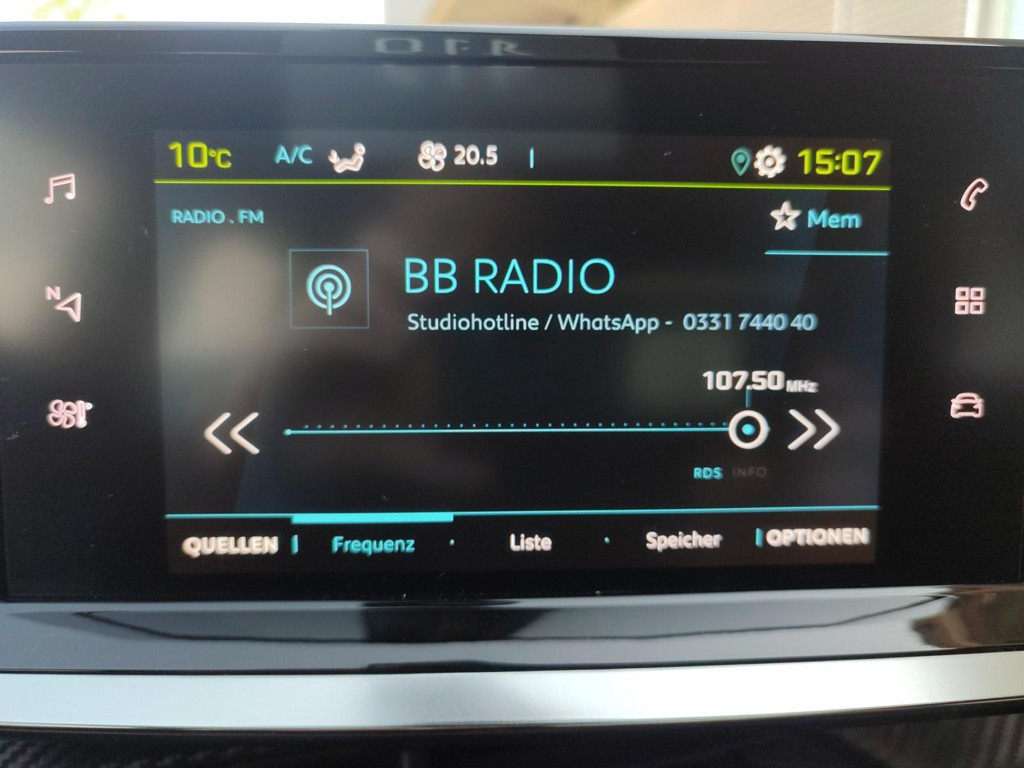 10°C A/C 20.5 15:07
RADIO . FM
Mem
BB RADIO
Studiohotline / WhatsApp - 0331 7440 40
107.50 MHz
RDS INFO
QUELLEN Frequenz Liste Speicher OPTIONEN
N